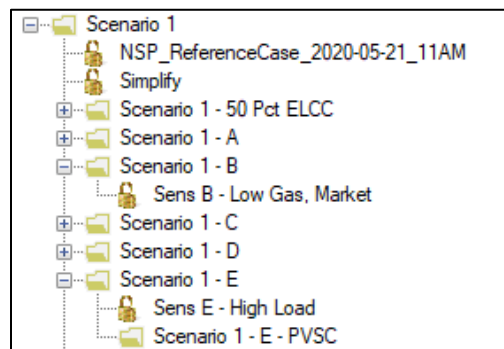 Scenario 1
NSP_ReferenceCase_2020-05-21_11AM
Simplify
Scenario 1 - 50 Pct ELCC
Scenario 1 - A
Scenario 1 - B
Sens B - Low Gas, Market
Scenario 1 - C
Scenario 1 - D
Scenario 1 - E
Sens E - High Load
Scenario 1 - E - PVSC